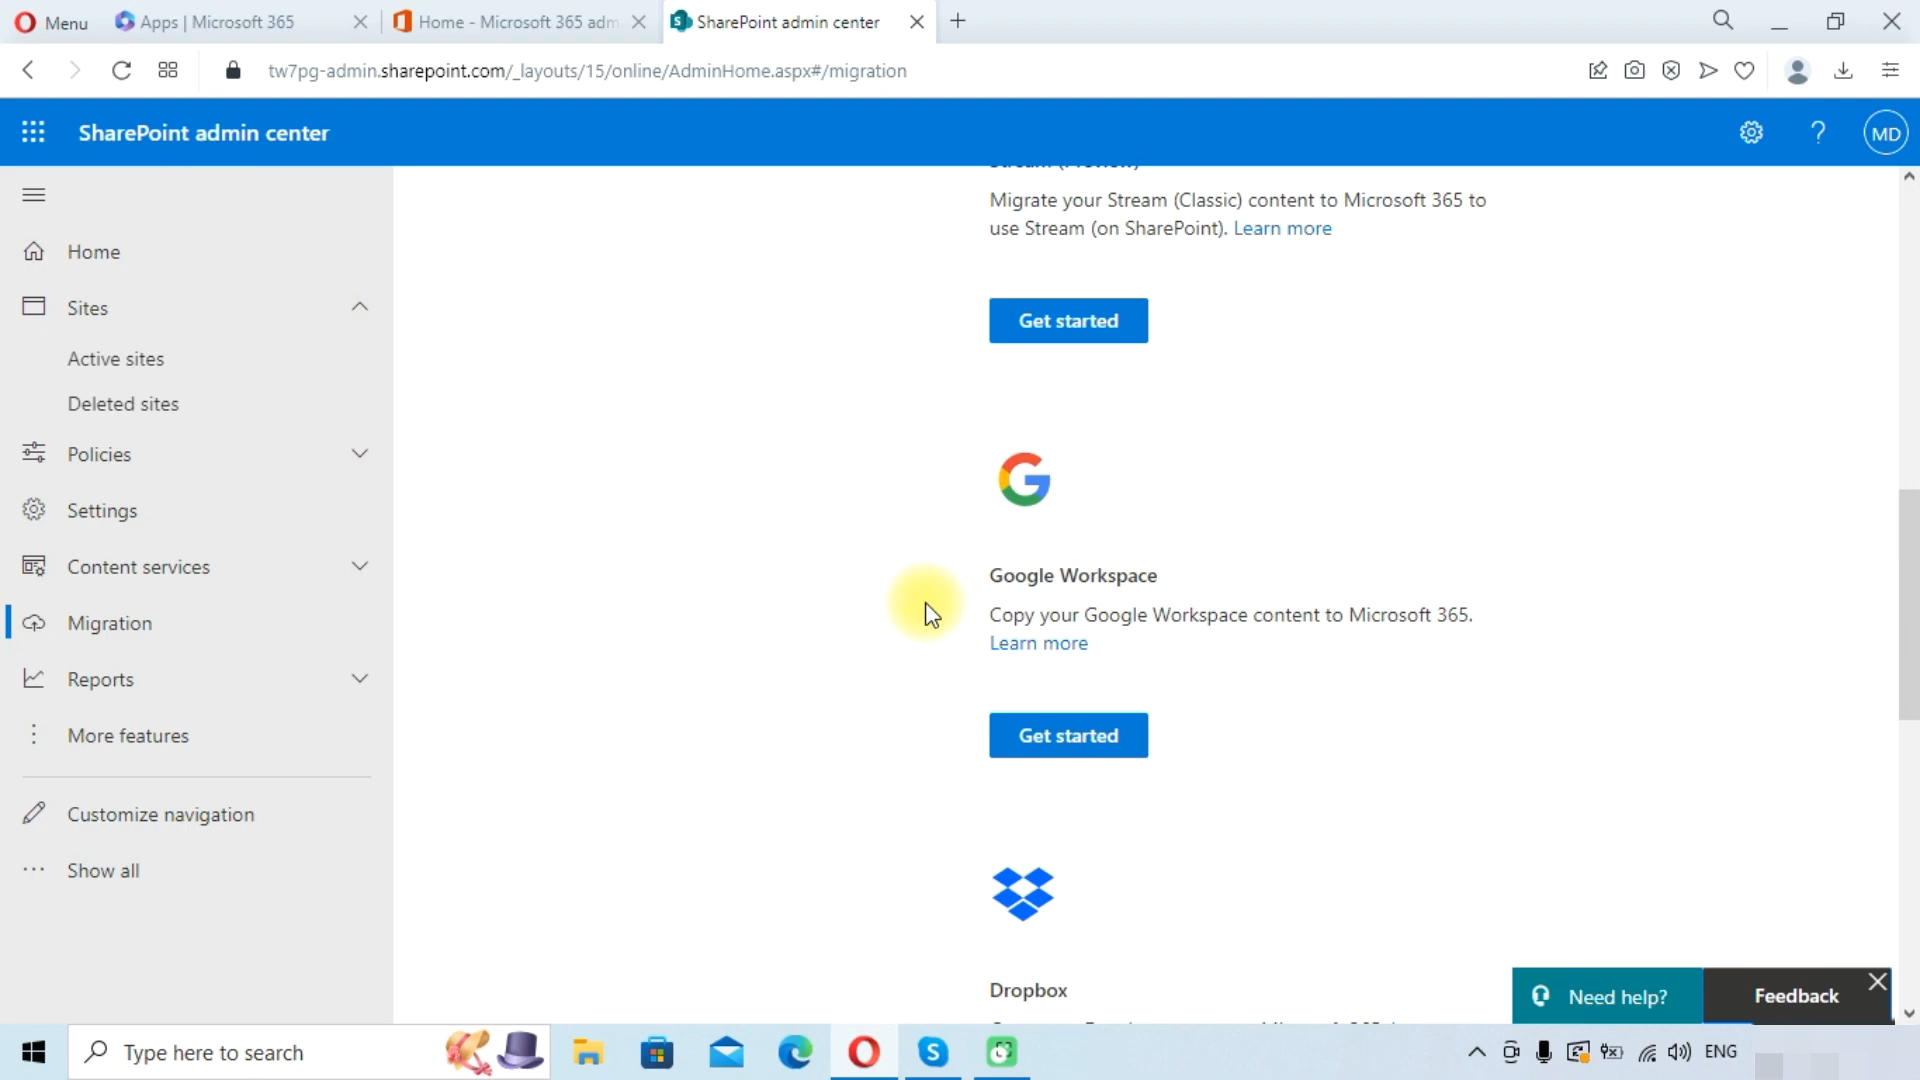 Menu
Apps | Microsoft 365
Home - Microsoft 365 adm
SharePoint admin center
tw7pg-admin.sharepoint.com/_layouts/15/online/AdminHome.aspx#/migration
SharePoint admin center
MD
Home
Sites
Active sites
Deleted sites
Policies
Settings
Content services
Migration
Reports
More features
Customize navigation
Show all
Migrate your Stream (Classic) content to Microsoft 365 to
use Stream (on SharePoint). Learn more
Get started
Google Workspace
Copy your Google Workspace content to Microsoft 365.
Learn more
Get started
Dropbox
Need help?
Feedback
Type here to search
ENG